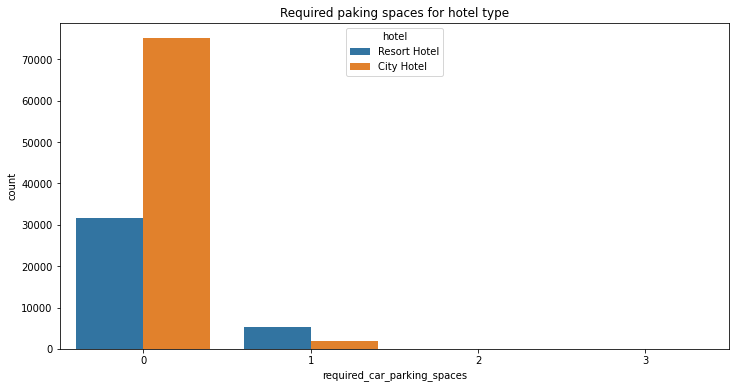 Required paking spaces for hotel type
hotel
Resort Hotel
City Hotel
70000
60000
50000
40000
30000
20000
10000
0
count
0 1 2 3
required_car_parking_spaces